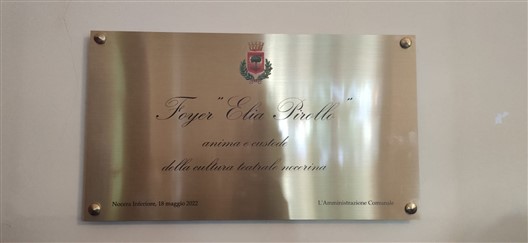 Foyer "Elia Pirollo"
anima e custode
della cultura teatrale nocerina
Nocera Inferiore, 18 maggio 2022 L'Amministrazione Comunale